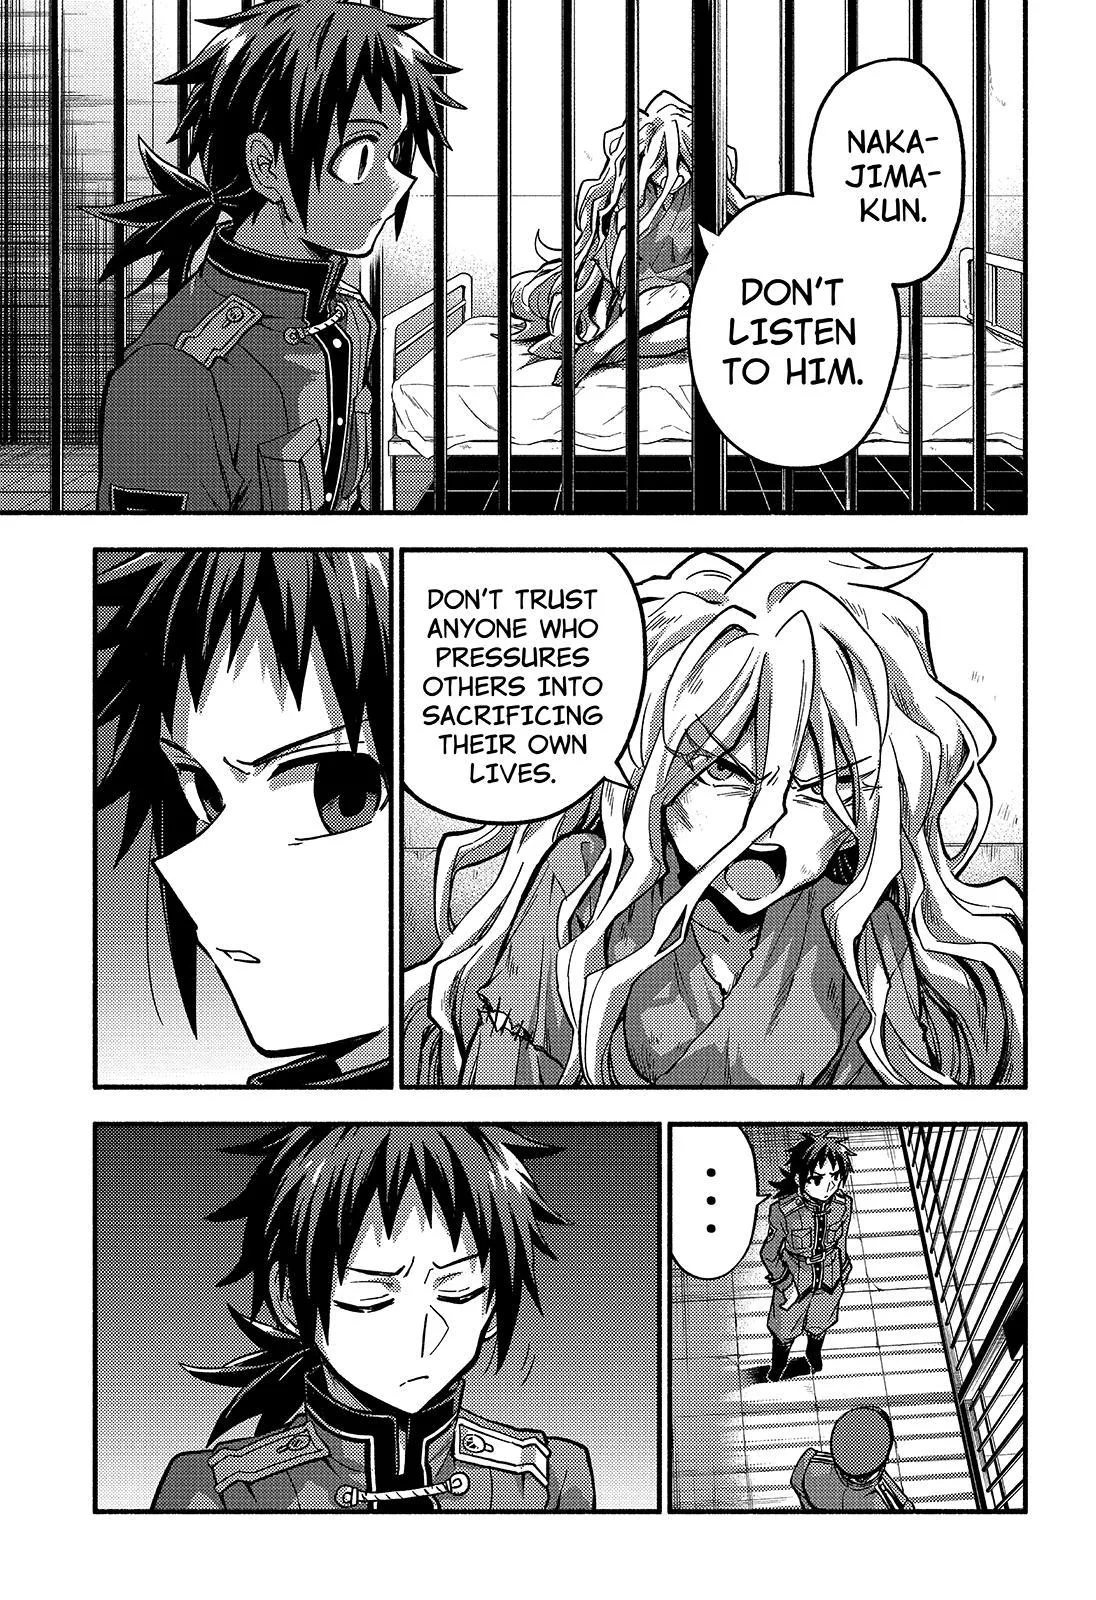 NAKA-
JIMA-
KUN.
DON'T
LISTEN
TO HIM.
DON'T TRUST
ANYONE WHO
PRESSURES
OTHERS INTO
SACRIFICING
THEIR OWN
LIVES.
...